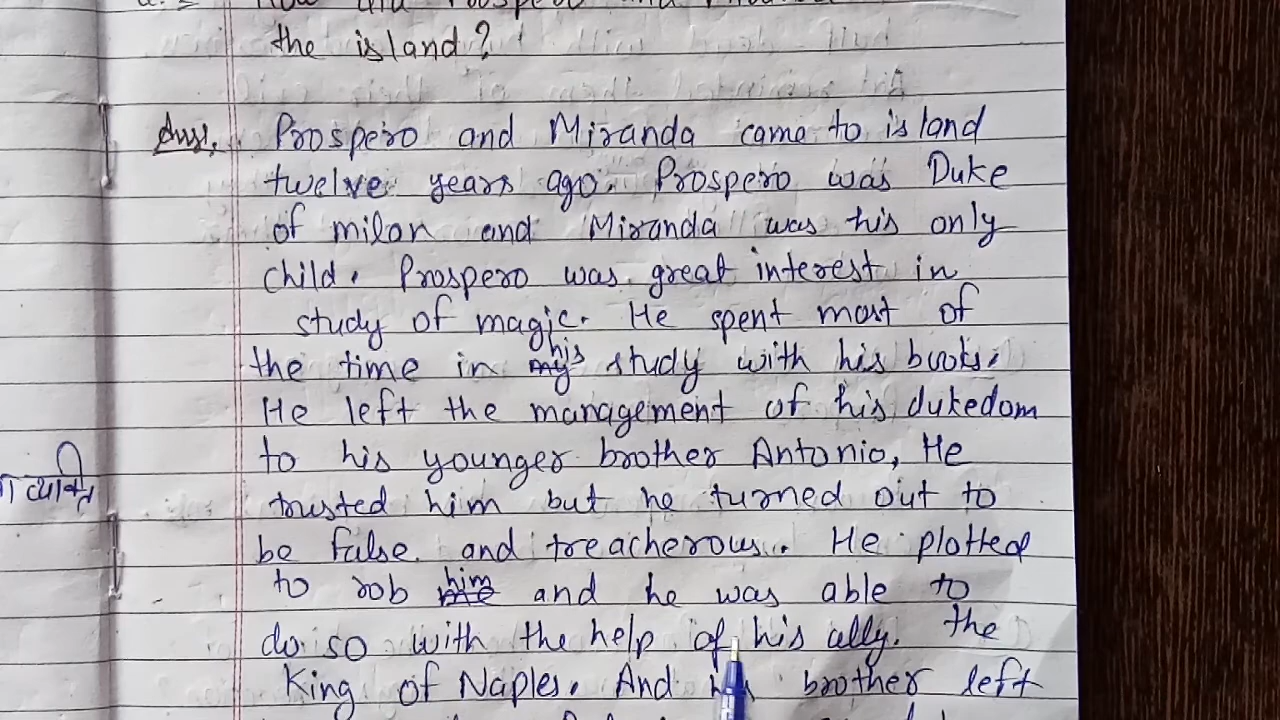 the island?
Ans. Prospero and Miranda came to island
twelve years ago. Prospero was Duke
of milan and Miranda was his only
child. Prospero was great interest in
study of magic. He spent most of
the time in his study with his books.
He left the management of his dukedom
to his younger brother Antonio, He
trusted him but he turned out to
be false and treacherous. He plotted
to rob him and he was able to
do so with the help of his ally. the
King of Naples. And brother left